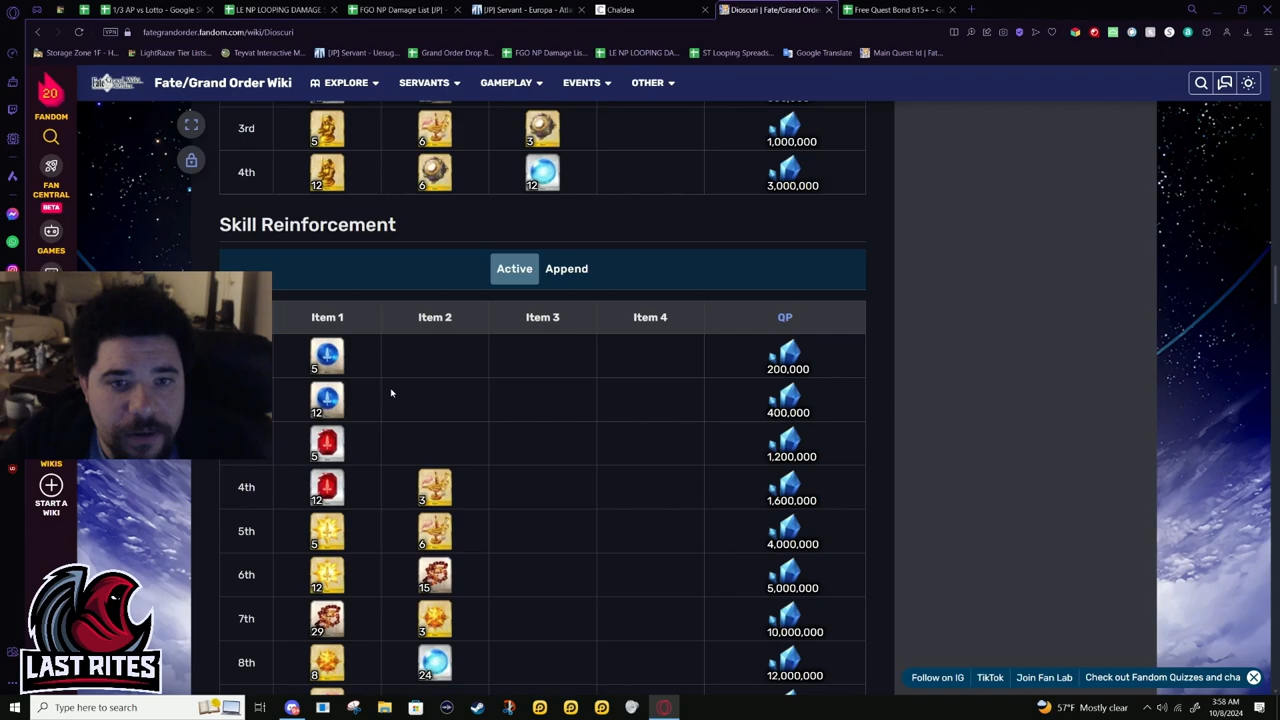 1/3 AP vs Lotto - Google S
LE NP LOOPING DAMAGE
FGO NP Damage List [JP] -
[JP] Servant - Europa - Atla
Chaldea
Dioscuri | Fate/Grand Order
Free Quest Bond 815+ - G
VPN
fategrandorder.fandom.com/wiki/Dioscuri
Storage Zone 1F - H...
LightRazer Tier Lists...
Teyvat Interactive M...
[JP] Servant - Uesug...
Grand Order Drop R...
FGO NP Damage Lis...
LE NP LOOPING DA...
ST Looping Spreads...
Google Translate
Main Quest: Id | Fat...
20
FANDOM
FAN CENTRAL
BETA
GAMES
WIKIS
START A WIKI
Fate/Grand Order Wiki
EXPLORE
SERVANTS
GAMEPLAY
EVENTS
OTHER
3rd 5 6 3 1,000,000
4th 12 6 12 3,000,000
Skill Reinforcement
Active Append
Item 1 Item 2 Item 3 Item 4 QP
5 200,000
12 400,000
5 1,200,000
4th 12 3 1,600,000
5th 5 6 4,000,000
6th 12 15 5,000,000
7th 29 3 10,000,000
8th 8 24 12,000,000
LAST RITES
Follow on IG
TikTok
Join Fan Lab
Check out Fandom Quizzes and cha
Type here to search
57°F Mostly clear
3:58 AM
10/8/2024